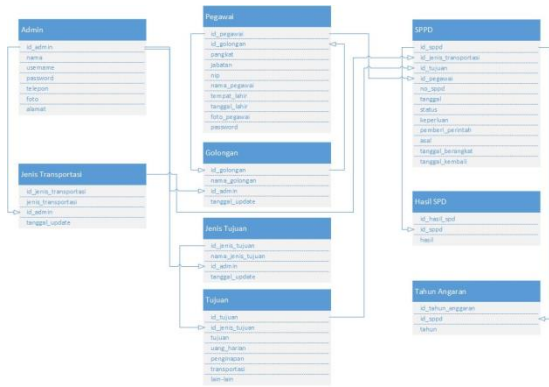 Admin
id_admin
nama
username
password
telepon
foto
alamat
Jenis Transportasi
id_jenis_transportasi
jenis_transportasi
id_admin
tanggal_update
Pegawai
id_pegawai
id_golongan
pangkat
jabatan
nip
nama_pegawai
tempat_lahir
tanggal_lahir
foto_pegawai
password
Golongan
id_golongan
nama_golongan
id_admin
tanggal_update
Jenis Tujuan
id_jenis_tujuan
nama_jenis_tujuan
id_admin
tanggal_update
Tujuan
id_tujuan
id_jenis_tujuan
tujuan
uang_harian
penginapan
transportasi
lain-lain
SPPD
id_sppd
id_jenis_transportasi
id_tujuan
id_pegawai
no_sppd
tanggal
status
keperluan
pemberi_perintah
asal
tanggal_berangkat
tanggal_kembali
Hasil SPD
id_hasil_spd
id_sppd
hasil
Tahun Angaran
id_tahun_anggaran
id_sppd
tahun